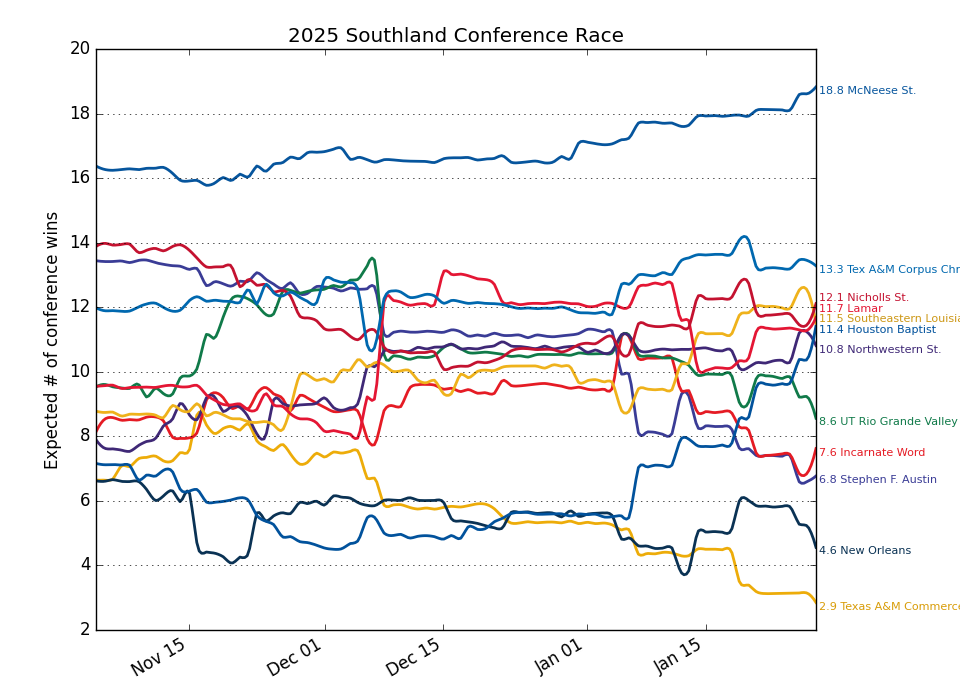 2025 Southland Conference Race
Expected # of conference wins
20
18
16
14
12
10
8
6
4
2
Nov 15
Dec 01
Dec 15
Jan 01
Jan 15
18.8 McNeese St.
13.3 Tex A&M Corpus Chr
12.1 Nicholls St.
11.7 Lamar
11.5 Southeastern Louisia
11.4 Houston Baptist
10.8 Northwestern St.
8.6 UT Rio Grande Valley
7.6 Incarnate Word
6.8 Stephen F. Austin
4.6 New Orleans
2.9 Texas A&M Commerce